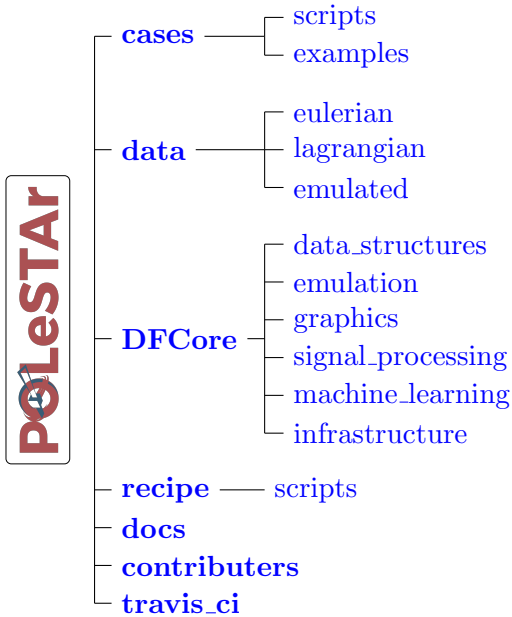 POLeSTAr
cases
scripts
examples
data
eulerian
lagrangian
emulated
DFCore
data_structures
emulation
graphics
signal_processing
machine_learning
infrastructure
recipe
scripts
docs
contributers
travis_ci